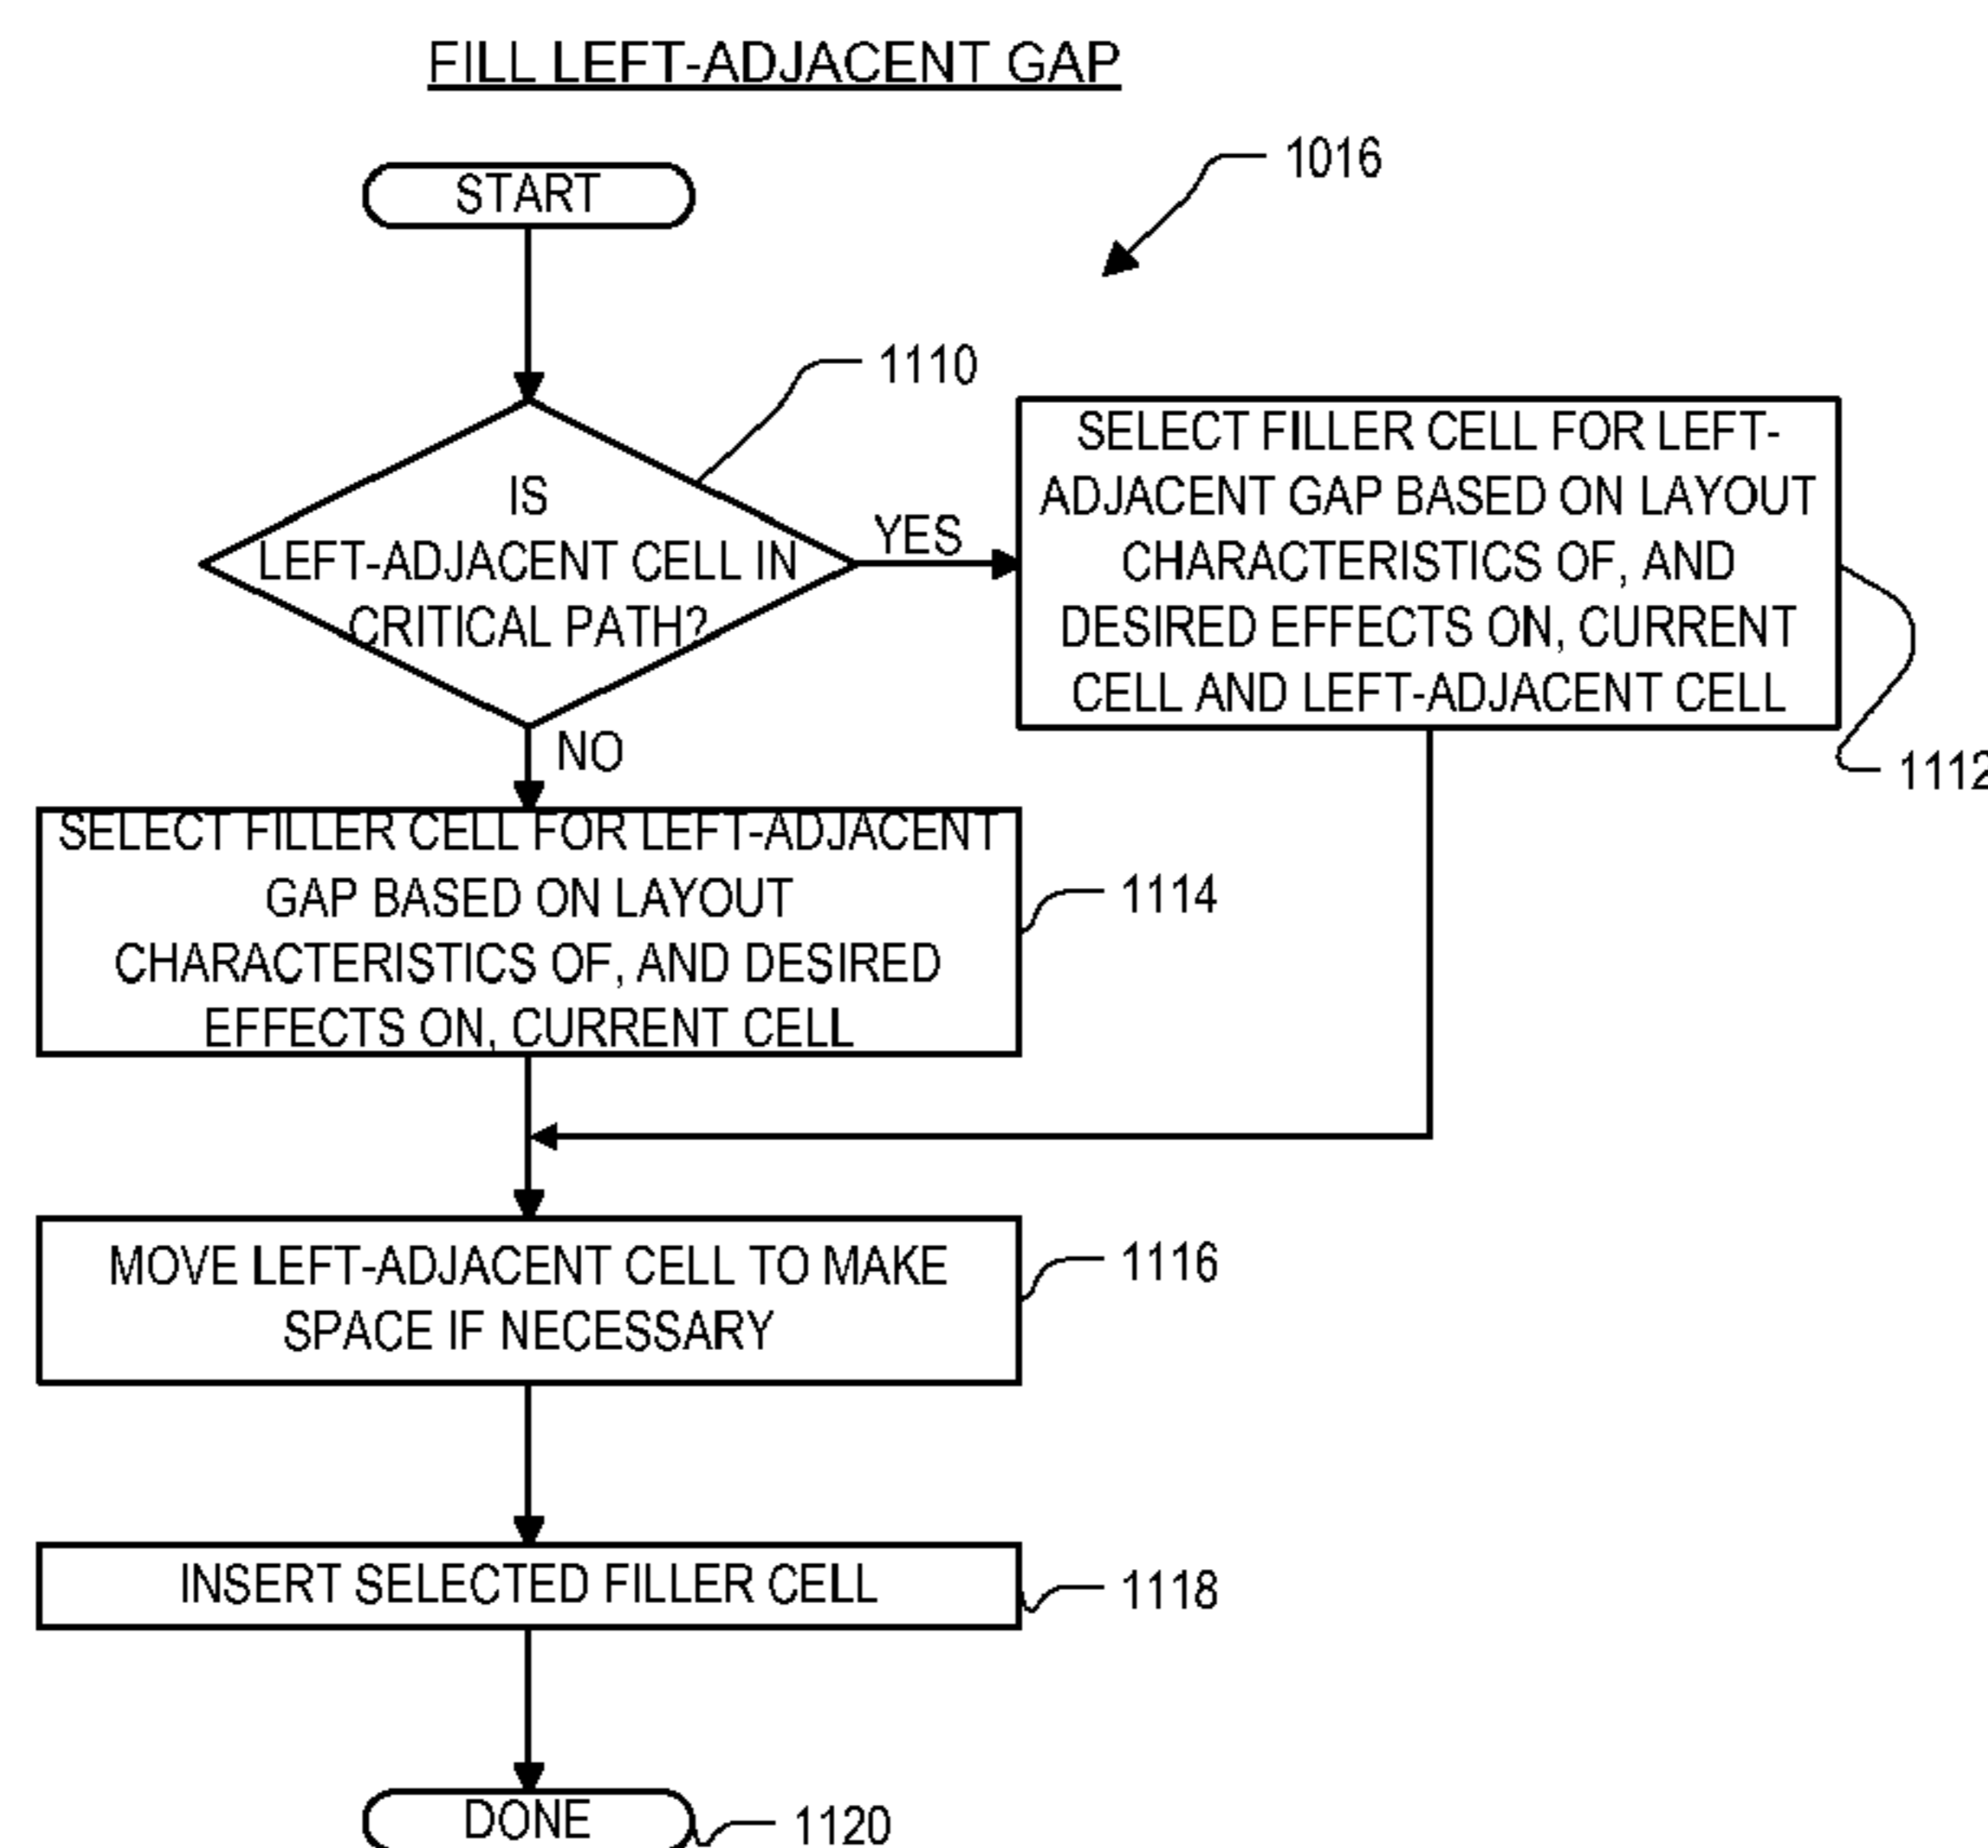 FILL LEFT-ADJACENT GAP
1016
START
1110
IS
LEFT-ADJACENT CELL IN
CRITICAL PATH?
YES
NO
SELECT FILLER CELL FOR LEFT-
ADJACENT GAP BASED ON LAYOUT
CHARACTERISTICS OF, AND
DESIRED EFFECTS ON, CURRENT
CELL AND LEFT-ADJACENT CELL
1112
SELECT FILLER CELL FOR LEFT-ADJACENT
GAP BASED ON LAYOUT
CHARACTERISTICS OF, AND DESIRED
EFFECTS ON, CURRENT CELL
1114
MOVE LEFT-ADJACENT CELL TO MAKE
SPACE IF NECESSARY
1116
INSERT SELECTED FILLER CELL
1118
DONE
1120